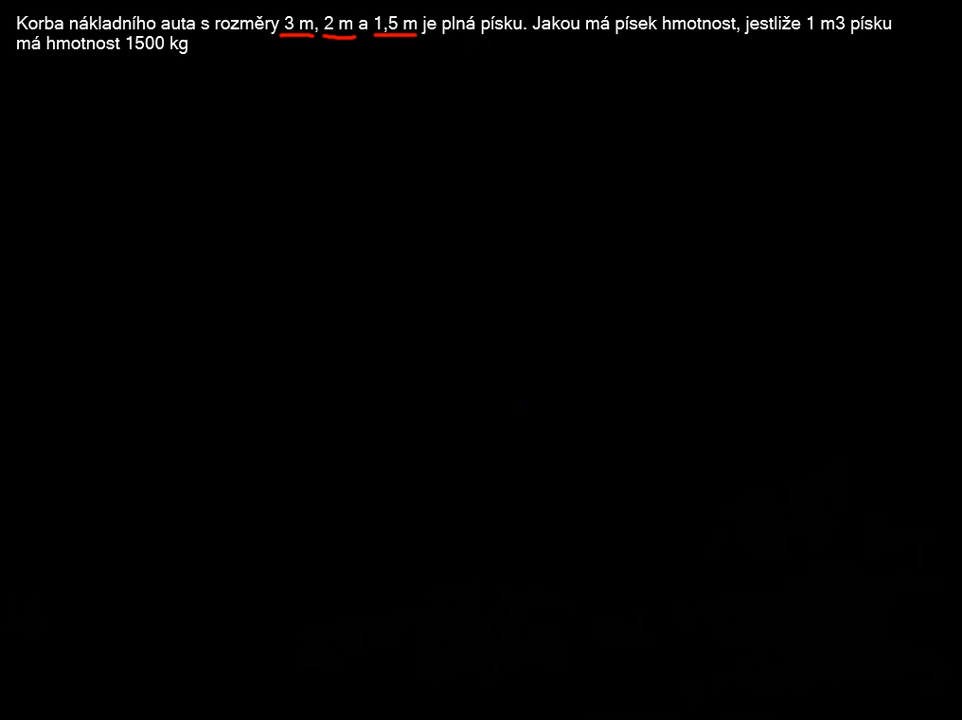 Korba nákladního auta s rozměry 3 m, 2 m a 1,5 m je plná písku. Jakou má písek hmotnost, jestliže 1 m3 písku
má hmotnost 1500 kg